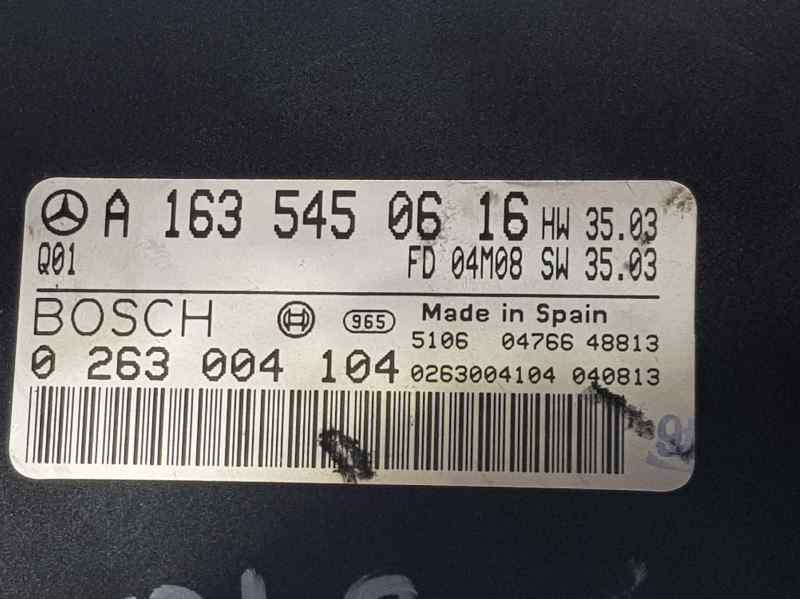 A 163 545 06 16 HW 35.03
Q01 FD 04M08 SW 35.03
BOSCH 965 Made in Spain
5106 04766 48813
0 263 004 104 0263004104 040813